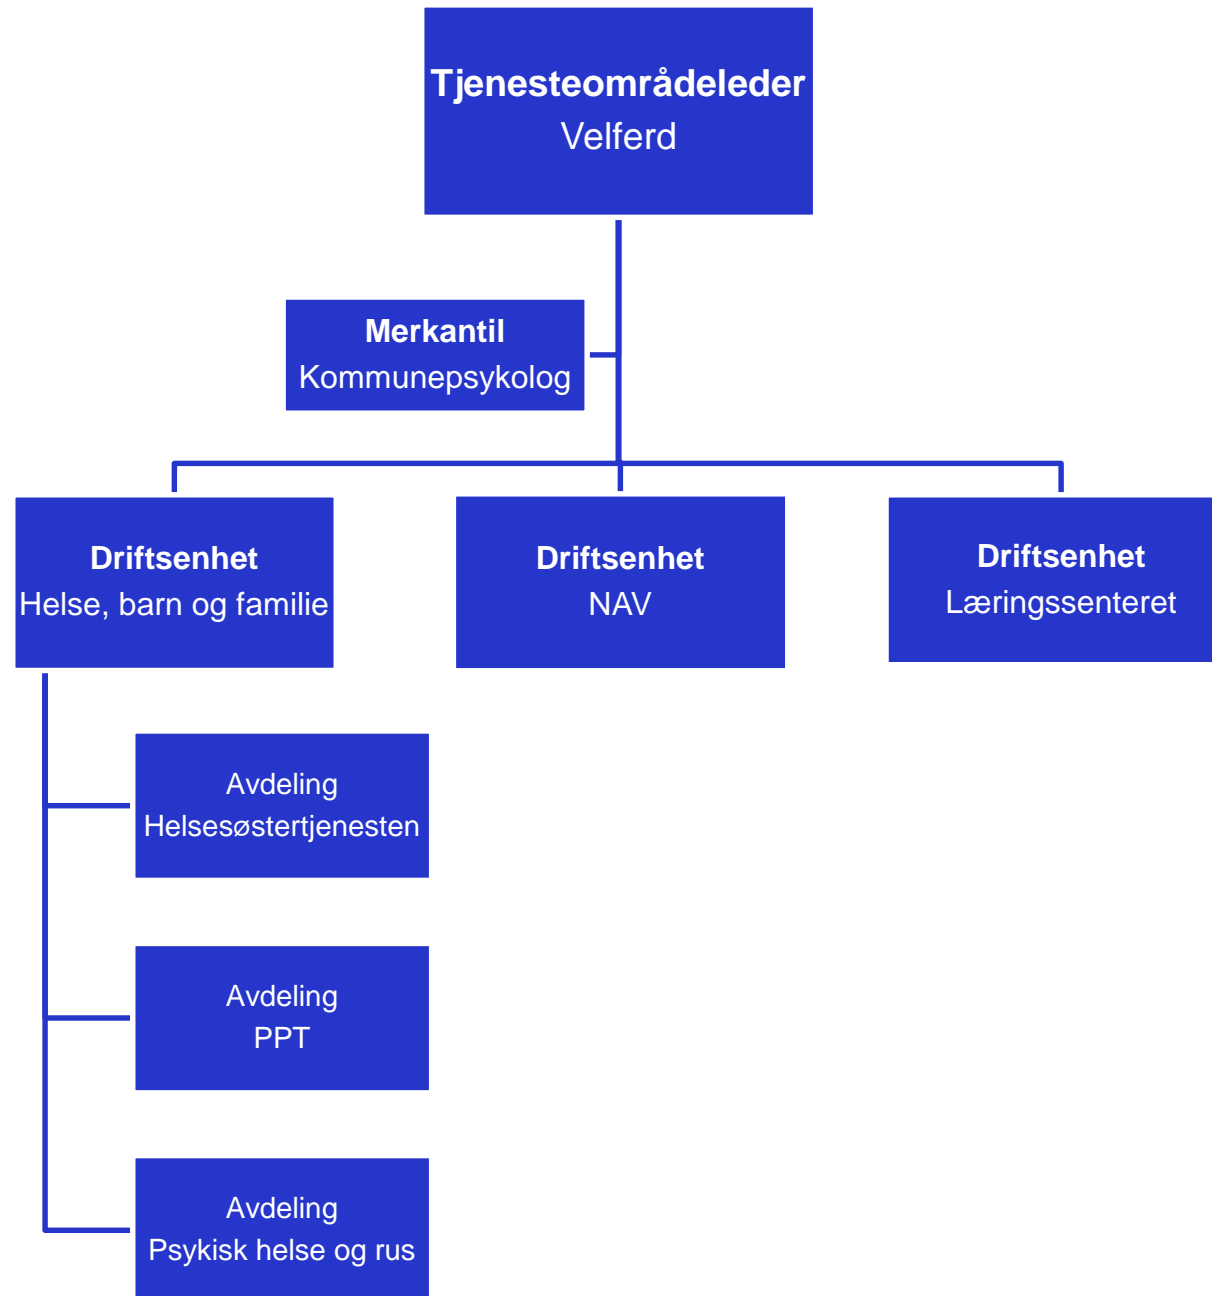 Tjenesteområdeleder
Velferd
Merkantil
Kommunepsykolog
Driftsenhet
Helse, barn og familie
Driftsenhet
NAV
Driftsenhet
Læringssenteret
Avdeling
Helsesøstertjenesten
Avdeling
PPT
Avdeling
Psykisk helse og rus